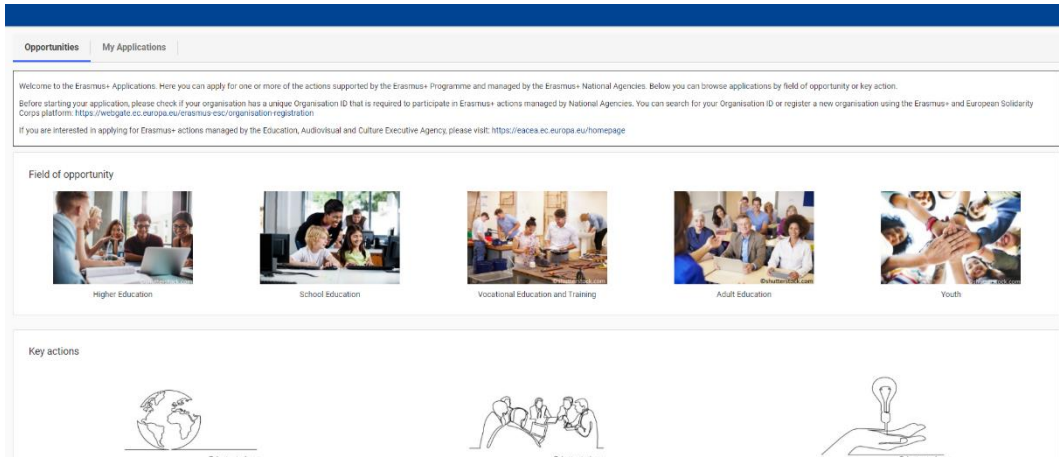 Opportunities
My Applications
Welcome to the Erasmus+ Applications. Here you can apply for one or more of the actions supported by the Erasmus+ Programme and managed by the Erasmus+ National Agencies. Below you can browse applications by field of opportunity or key action.
Before starting your application, please check if your organisation has a unique Organisation ID that is required to participate in Erasmus+ actions managed by National Agencies. You can search for your Organisation ID or register a new organisation using the Erasmus+ and European Solidarity
Corps platform: https://webgate.ec.europa.eu/erasmus-esc/organisation-registration
If you are interested in applying for Erasmus+ actions managed by the Education, Audiovisual and Culture Executive Agency, please visit: https://eacea.ec.europa.eu/homepage
Field of opportunity
©shutterstock.com
Higher Education
School Education
Vocational Education and Training
Adult Education
Youth
Key actions